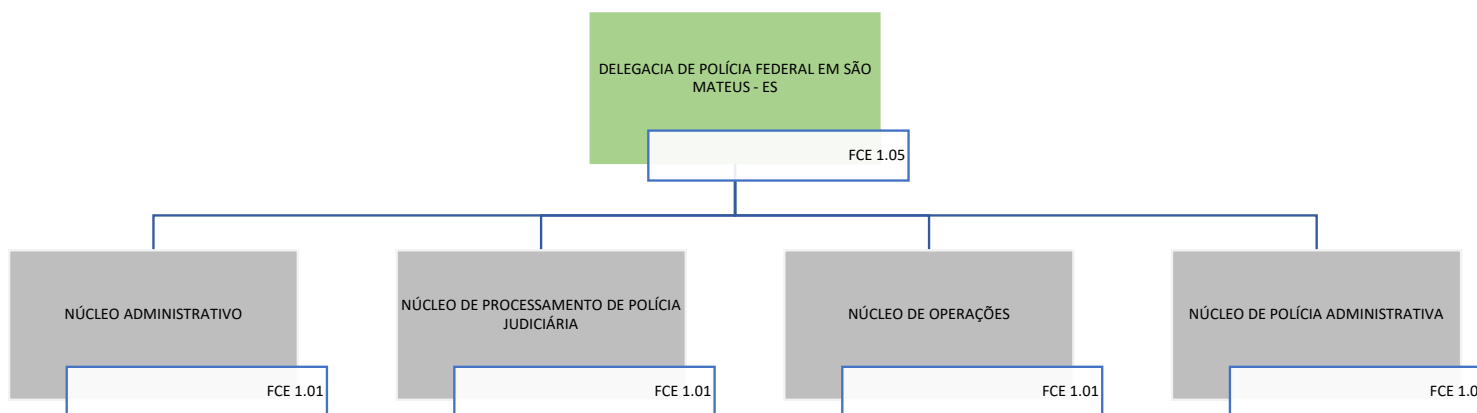 DELEGACIA DE POLÍCIA FEDERAL EM SÃO
MATEUS - ES
FCE 1.05
NÚCLEO ADMINISTRATIVO
FCE 1.01
NÚCLEO DE PROCESSAMENTO DE POLÍCIA
JUDICIÁRIA
FCE 1.01
NÚCLEO DE OPERAÇÕES
FCE 1.01
NÚCLEO DE POLÍCIA ADMINISTRATIVA
FCE